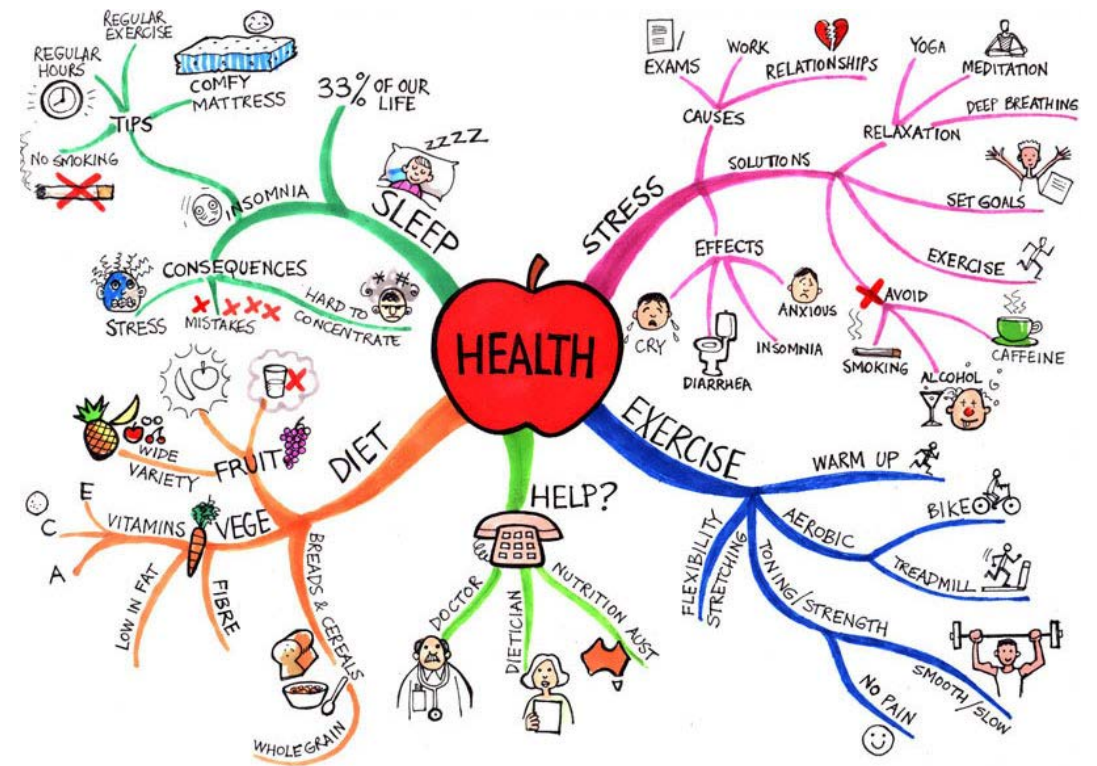 HEALTH
SLEEP
zzzz
33% OF OUR
LIFE
INSOMNIA
TIPS
REGULAR
HOURS
REGULAR
EXERCISE
COMFY
MATTRESS
NO SMOKING
CONSEQUENCES
STRESS
MISTAKES
HARD TO
CONCENTRATE
*#
STRESS
CAUSES
EXAMS
WORK
RELATIONSHIPS
SOLUTIONS
RELAXATION
YOGA
MEDITATION
DEEP BREATHING
SET GOALS
EXERCISE
AVOID
SMOKING
ALCOHOL
CAFFEINE
EFFECTS
CRY
DIARRHEA
INSOMNIA
ANXIOUS
EXERCISE
WARM UP
AEROBIC
BIKE
TREADMILL
TONING/STRENGTH
SMOOTH/SLOW
NO PAIN
FLEXIBILITY
STRETCHING
HELP?
DOCTOR
DIETICIAN
NUTRITION AUST
DIET
FRUIT
WIDE
VARIETY
VEGE
VITAMINS
E
C
A
LOW IN FAT
FIBRE
BREADS & CEREALS
WHOLEGRAIN